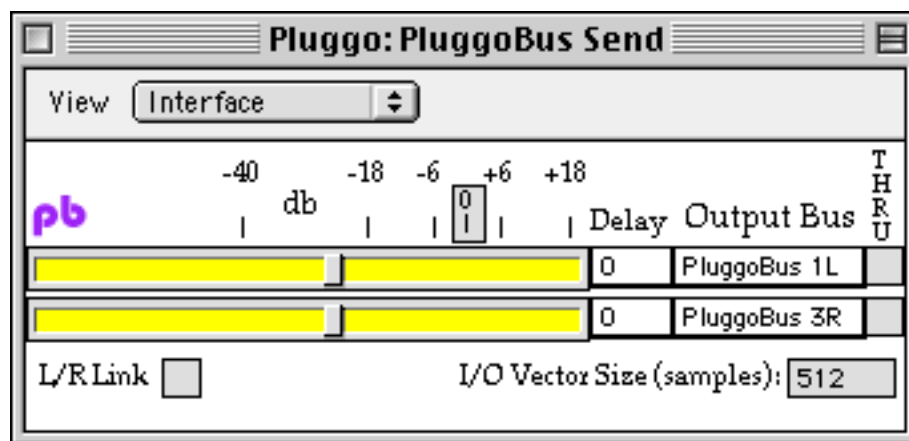 Pluggo: PluggoBus Send
View Interface
-40 -18 -6 +6 +18
pb db 0 Delay Output Bus THRU
0 PluggoBus 1L
0 PluggoBus 3R
L/R Link I/O Vector Size (samples): 512